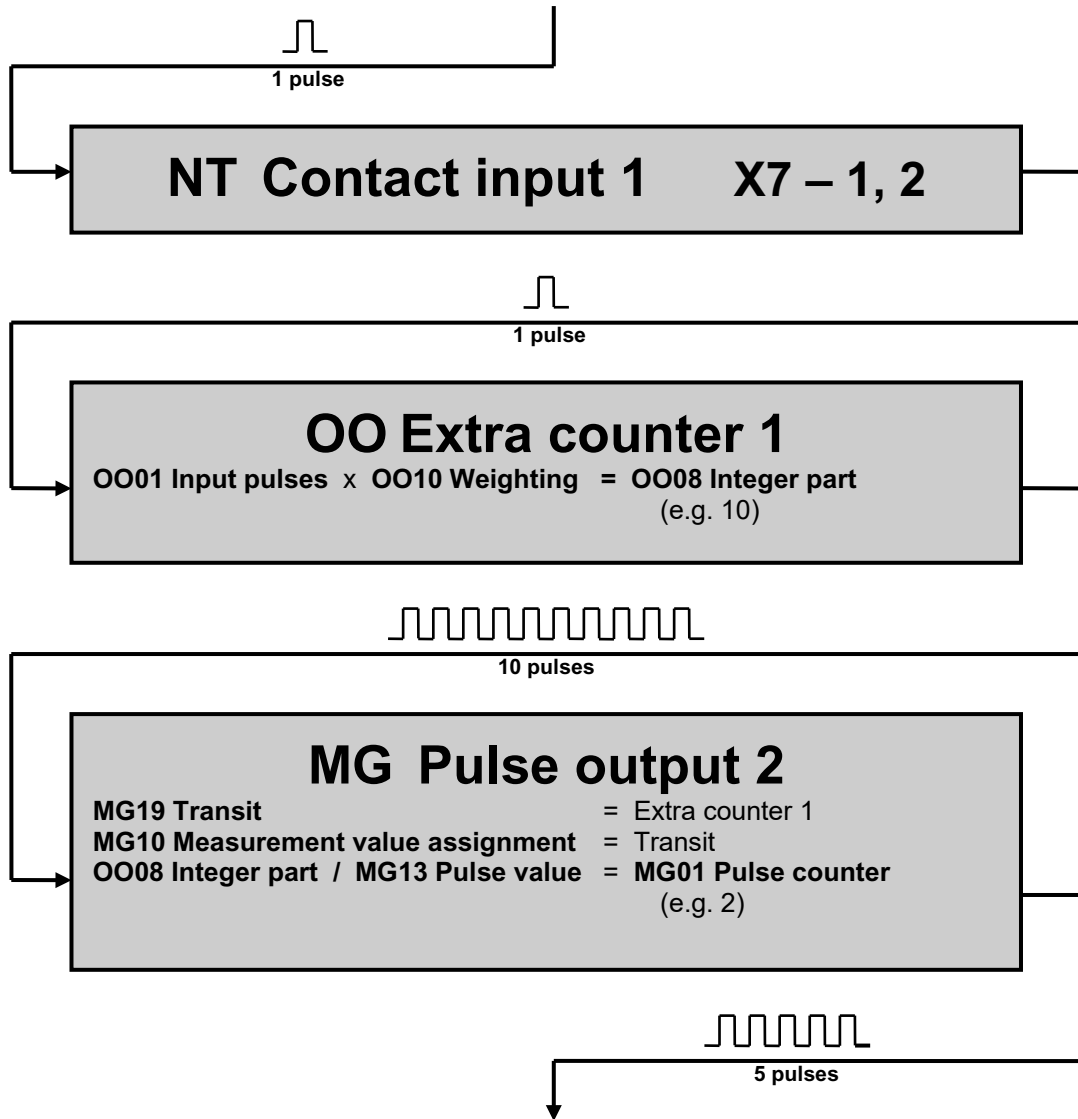 1 pulse
NT Contact input 1 X7 – 1, 2
1 pulse
OO Extra counter 1
OO01 Input pulses x OO10 Weighting = OO08 Integer part
(e.g. 10)
10 pulses
MG Pulse output 2
MG19 Transit = Extra counter 1
MG10 Measurement value assignment = Transit
OO08 Integer part / MG13 Pulse value = MG01 Pulse counter
(e.g. 2)
5 pulses